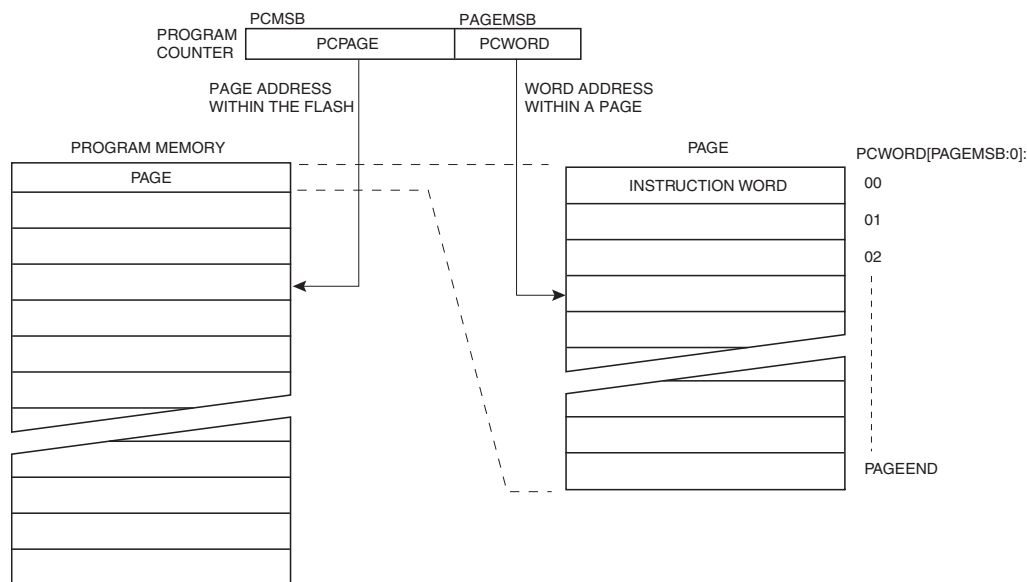 PCMSB
PAGEMSB
PROGRAM
COUNTER
PCPAGE
PCWORD
PAGE ADDRESS
WITHIN THE FLASH
WORD ADDRESS
WITHIN A PAGE
PROGRAM MEMORY
PAGE
PAGE
PCWORD[PAGEMSB:0]:
INSTRUCTION WORD
00
01
02
PAGEEND